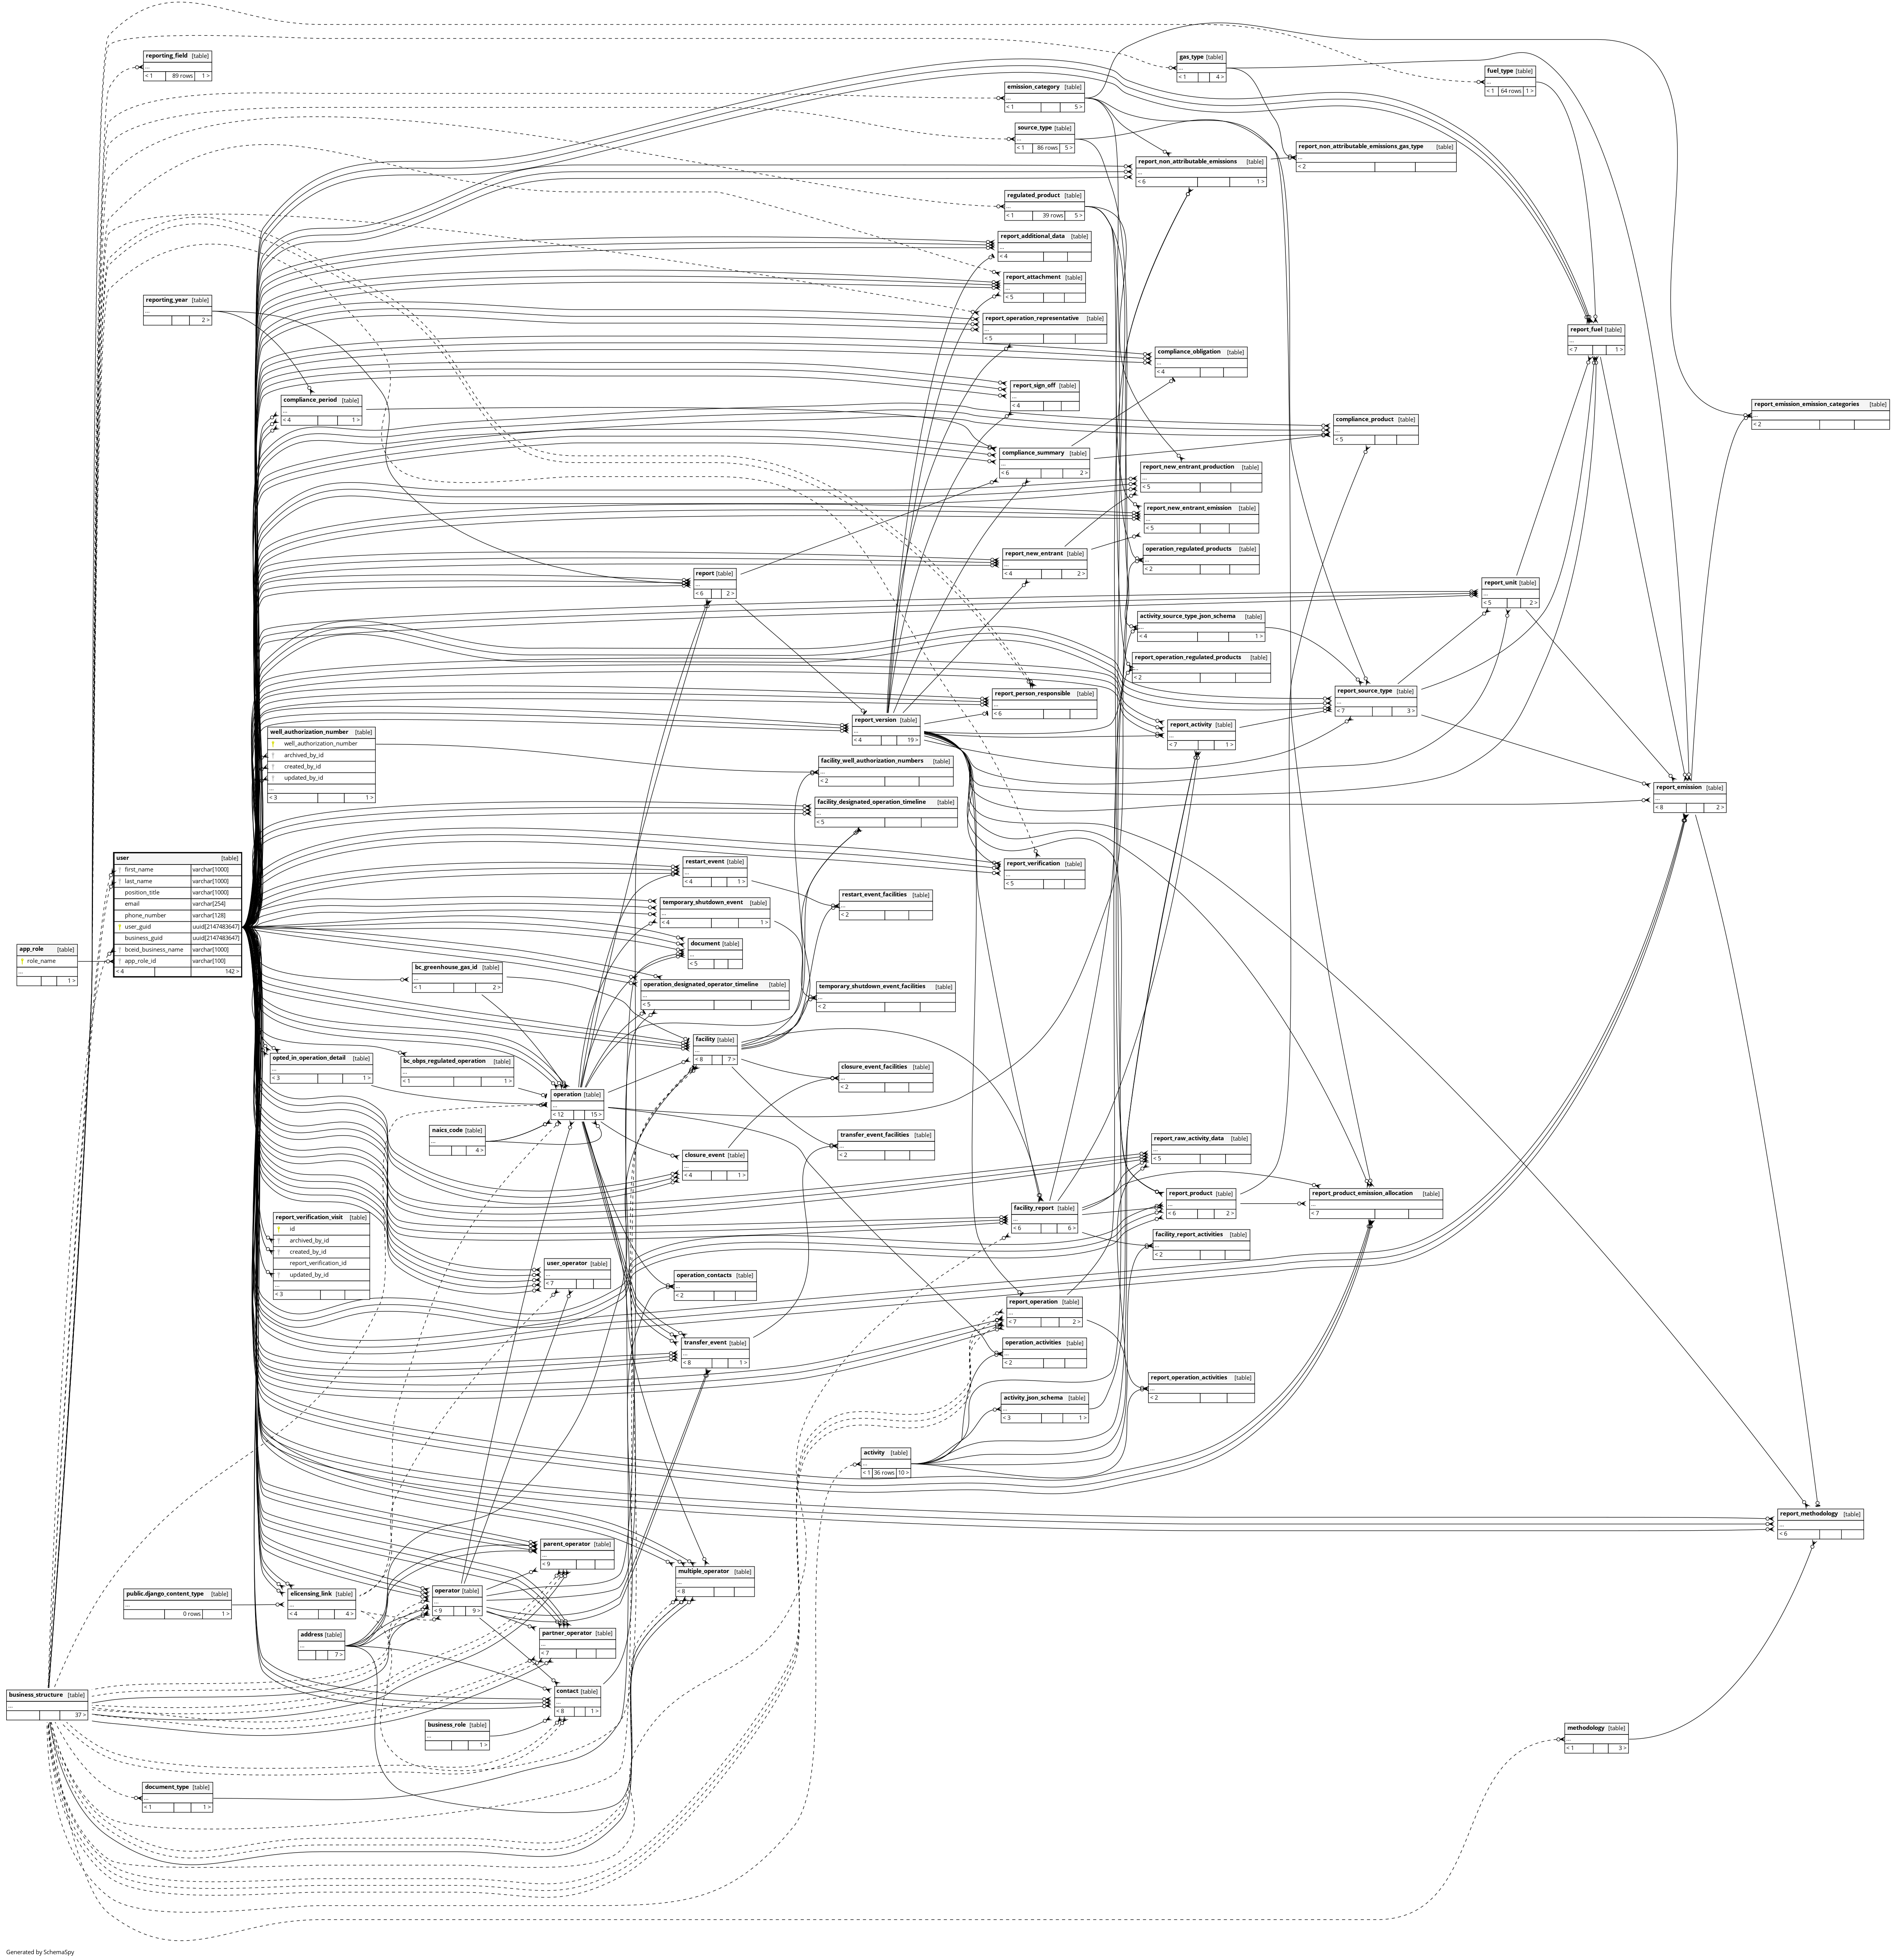 reporting_field [table]
...
< 1 89 rows 1 >
gas_type [table]
...
< 1 4 >
fuel_type [table]
...
< 1 64 rows 1 >
emission_category [table]
...
< 1 5 >
source_type [table]
...
< 1 86 rows 5 >
report_non_attributable_emissions_gas_type [table]
...
< 2
report_non_attributable_emissions [table]
...
< 6 1 >
regulated_product [table]
...
< 1 39 rows 5 >
report_additional_data [table]
...
< 4
report_attachment [table]
...
< 5
reporting_year [table]
...
2 >
report_operation_representative [table]
...
< 5
report_fuel [table]
...
< 7 1 >
compliance_obligation [table]
...
< 4
report_sign_off [table]
...
< 4
compliance_period [table]
...
< 4 1 >
report_emission_emission_categories [table]
...
< 2
compliance_product [table]
...
< 5
compliance_summary [table]
...
< 6 2 >
report_new_entrant_production [table]
...
< 5
report_new_entrant_emission [table]
...
< 5
operation_regulated_products [table]
...
< 2
report_new_entrant [table]
...
< 4 2 >
report [table]
...
< 6 2 >
report_unit [table]
...
< 5 2 >
activity_source_type_json_schema [table]
...
< 4 1 >
report_operation_regulated_products [table]
...
< 2
report_source_type [table]
...
< 7 3 >
report_person_responsible [table]
...
< 6
report_version [table]
...
< 4 19 >
report_activity [table]
...
< 7 1 >
well_authorization_number [table]
well_authorization_number
archived_by_id
created_by_id
updated_by_id
...
< 3 1 >
facility_well_authorization_numbers [table]
...
< 2
report_emission [table]
...
< 8 2 >
facility_designated_operation_timeline [table]
...
< 5
user [table]
first_name varchar[1000]
last_name varchar[1000]
position_title varchar[1000]
email varchar[254]
phone_number varchar[128]
user_guid uuid[2147483647]
business_guid uuid[2147483647]
bceid_business_name varchar[1000]
app_role_id varchar[100]
< 4 142 >
restart_event [table]
...
< 4 1 >
report_verification [table]
...
< 5
restart_event_facilities [table]
...
< 2
temporary_shutdown_event [table]
...
< 4 1 >
document [table]
...
< 5
app_role [table]
role_name
...
1 >
bc_greenhouse_gas_id [table]
...
< 1 2 >
operation_designated_operator_timeline [table]
...
< 5
temporary_shutdown_event_facilities [table]
...
< 2
facility [table]
...
< 8 7 >
opted_in_operation_detail [table]
...
< 3 1 >
bc_obps_regulated_operation [table]
...
< 1 1 >
closure_event_facilities [table]
...
< 2
operation [table]
...
< 12 15 >
naics_code [table]
...
4 >
transfer_event_facilities [table]
...
< 2
report_raw_activity_data [table]
...
< 5
closure_event [table]
...
< 4 1 >
report_product [table]
...
< 6 2 >
report_product_emission_allocation [table]
...
< 7
facility_report [table]
...
< 6 6 >
report_verification_visit [table]
id
archived_by_id
created_by_id
report_verification_id
updated_by_id
...
< 3
facility_report_activities [table]
...
< 2
user_operator [table]
...
< 7
operation_contacts [table]
...
< 2
report_operation [table]
...
< 7 2 >
transfer_event [table]
...
< 8 1 >
operation_activities [table]
...
< 2
report_operation_activities [table]
...
< 2
activity_json_schema [table]
...
< 3 1 >
activity [table]
...
< 1 36 rows 10 >
report_methodology [table]
...
< 6
parent_operator [table]
...
< 9
multiple_operator [table]
...
< 8
public.django_content_type [table]
...
0 rows 1 >
elicensing_link [table]
...
< 4 4 >
operator [table]
...
< 9 9 >
address [table]
...
7 >
partner_operator [table]
...
< 7
business_structure [table]
...
37 >
contact [table]
...
< 8 1 >
business_role [table]
...
1 >
methodology [table]
...
< 1 3 >
document_type [table]
...
< 1 1 >
Generated by SchemaSpy